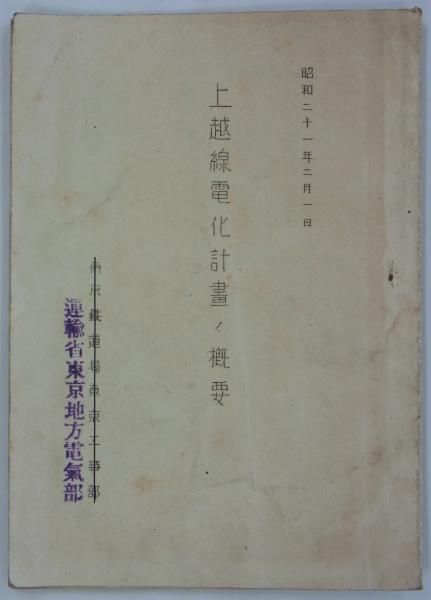 昭和二十一年二月一日
上越線電化計畫ノ概要
東京鉄道局東京工事部
運輸省東京地方電氣部